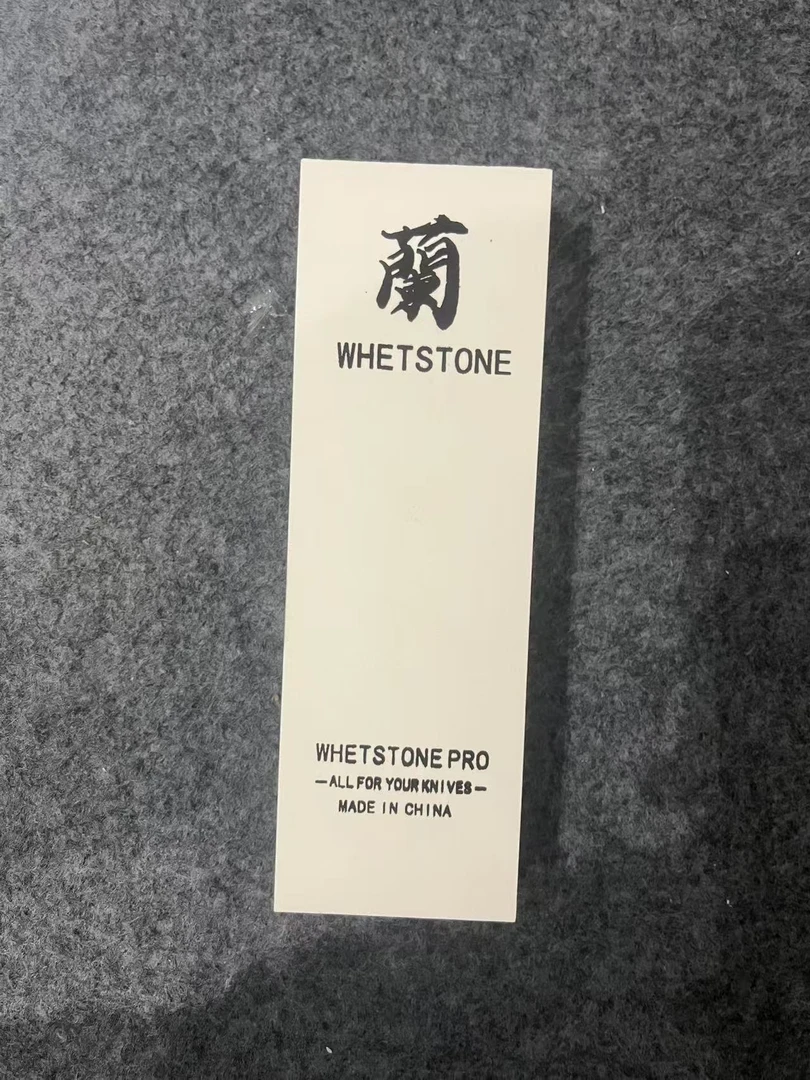 蘭
WHETSTONE
WHETSTONE PRO
—ALL FOR YOUR KNIVES—
MADE IN CHINA